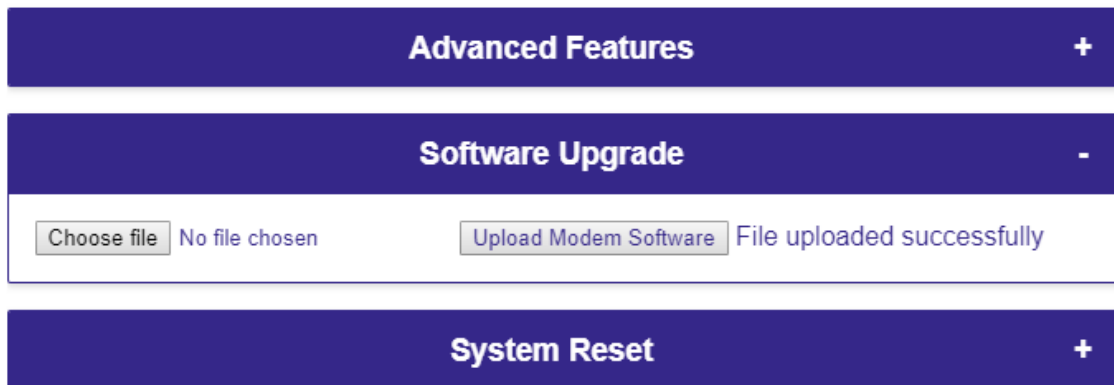 Advanced Features +
Software Upgrade -
Choose file No file chosen Upload Modem Software File uploaded successfully
System Reset +